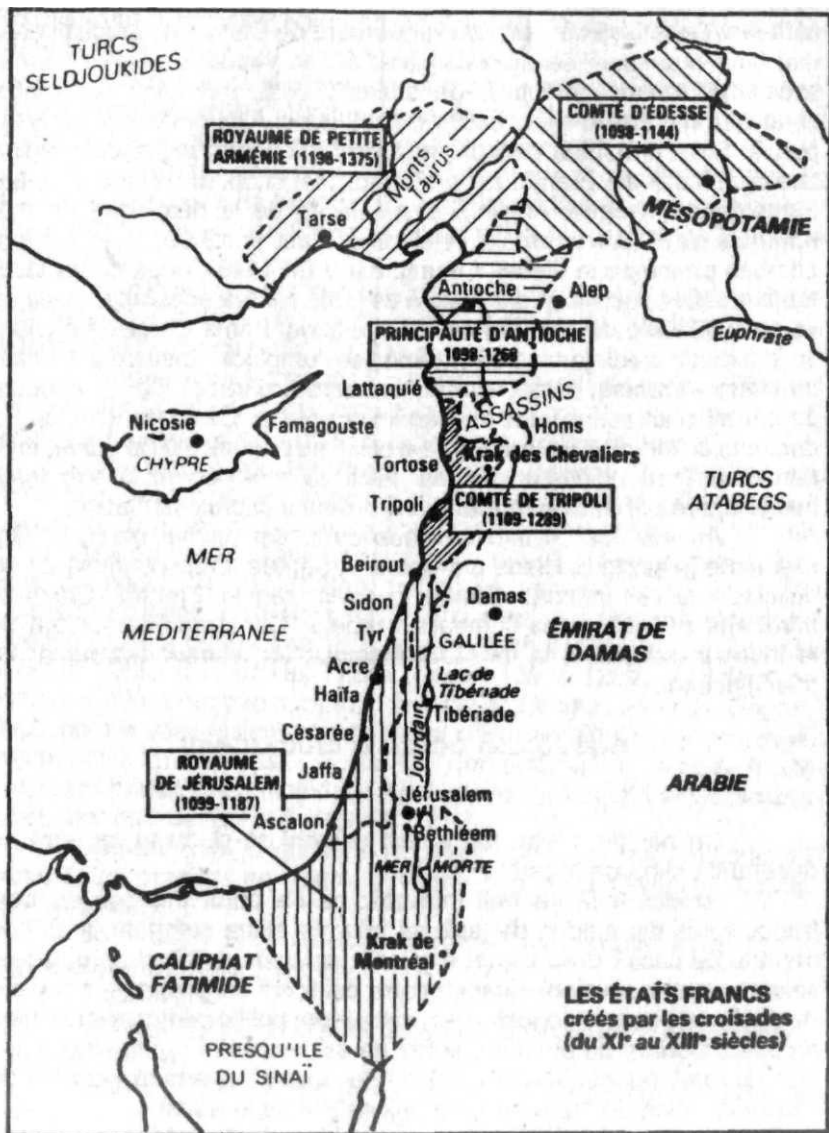 TURCS
SELDJOUKIDES
COMTÉ D'ÉDESSE
(1098-1144)
ROYAUME DE PETITE
ARMÉNIE (1198-1375)
Monts
Taurus
MÉSOPOTAMIE
Tarse
Antioche
Alep
Euphrate
PRINCIPAUTÉ D'ANTIOCHE
1098-1268
Lattaquié
ASSASSINS
Nicosie
Famagouste
Homs
CHYPRE
Krak des Chevaliers
Tortose
TURCS
ATABEGS
Tripoli
COMTÉ DE TRIPOLI
(1109-1289)
MER
MEDITERRANEE
Beirout
Sidon
Damas
Tyr
GALILÉE
ÉMIRAT DE
DAMAS
Acre
Lac de
Tibériade
Haïfa
Tibériade
Césarée
Jourdain
ROYAUME
DE JÉRUSALEM
(1099-1187)
Jaffa
ARABIE
Jérusalem
Ascalon
Bethléem
MER MORTE
Krak de
Montréal
CALIPHAT
FATIMIDE
LES ÉTATS FRANCS
créés par les croisades
(du XIe au XIIIe siècles)
PRESQU'ILE
DU SINAÏ